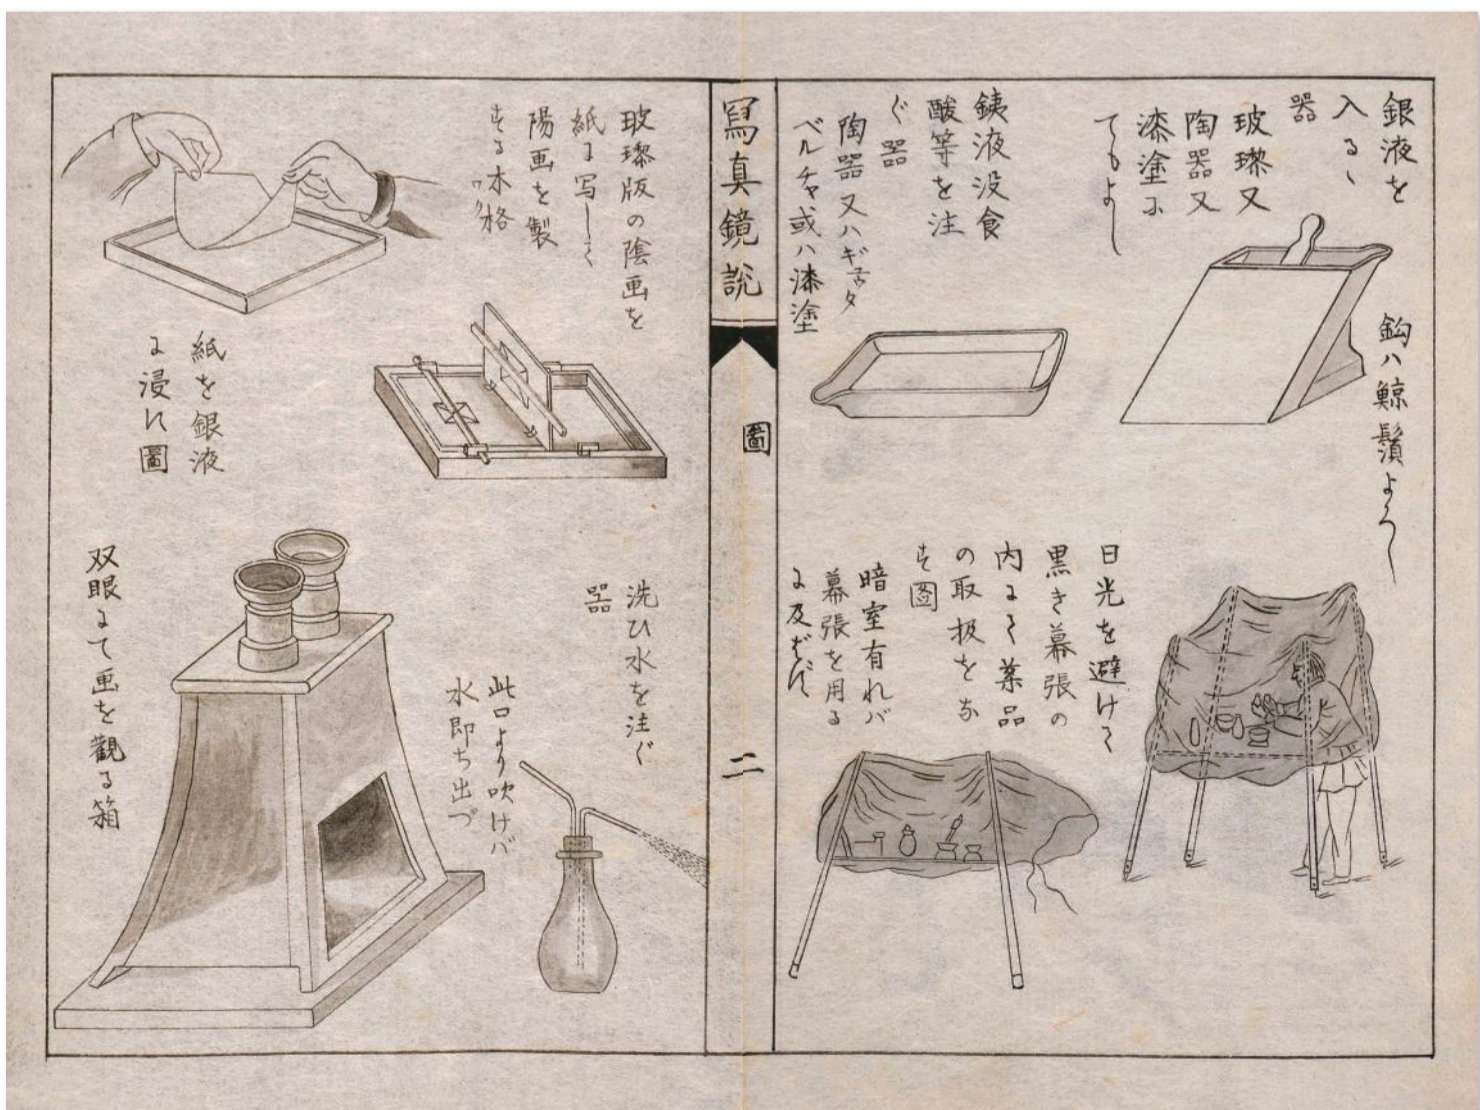 銀液を
入るゝ
器
玻瓈又
陶器又
漆塗に
てもよし
鈎ハ鯨鬚よろし
銕液没食
酸等を注
ぐ器
陶器又ハ
ベルチャ或ハ漆塗
日光を避けて
黒き幕張の
内にて薬品
の取扱をな
す圖
暗室有れバ
幕張を用る
に及ばず
寫真鏡説
圖
二
玻瓈版の陰画を
紙に写して
陽画を製
する木格
ワク
紙を銀液
に浸す圖
洗ひ水を注ぐ
器
此口より吹けバ
水即ち出づ
双眼にて画を觀る箱